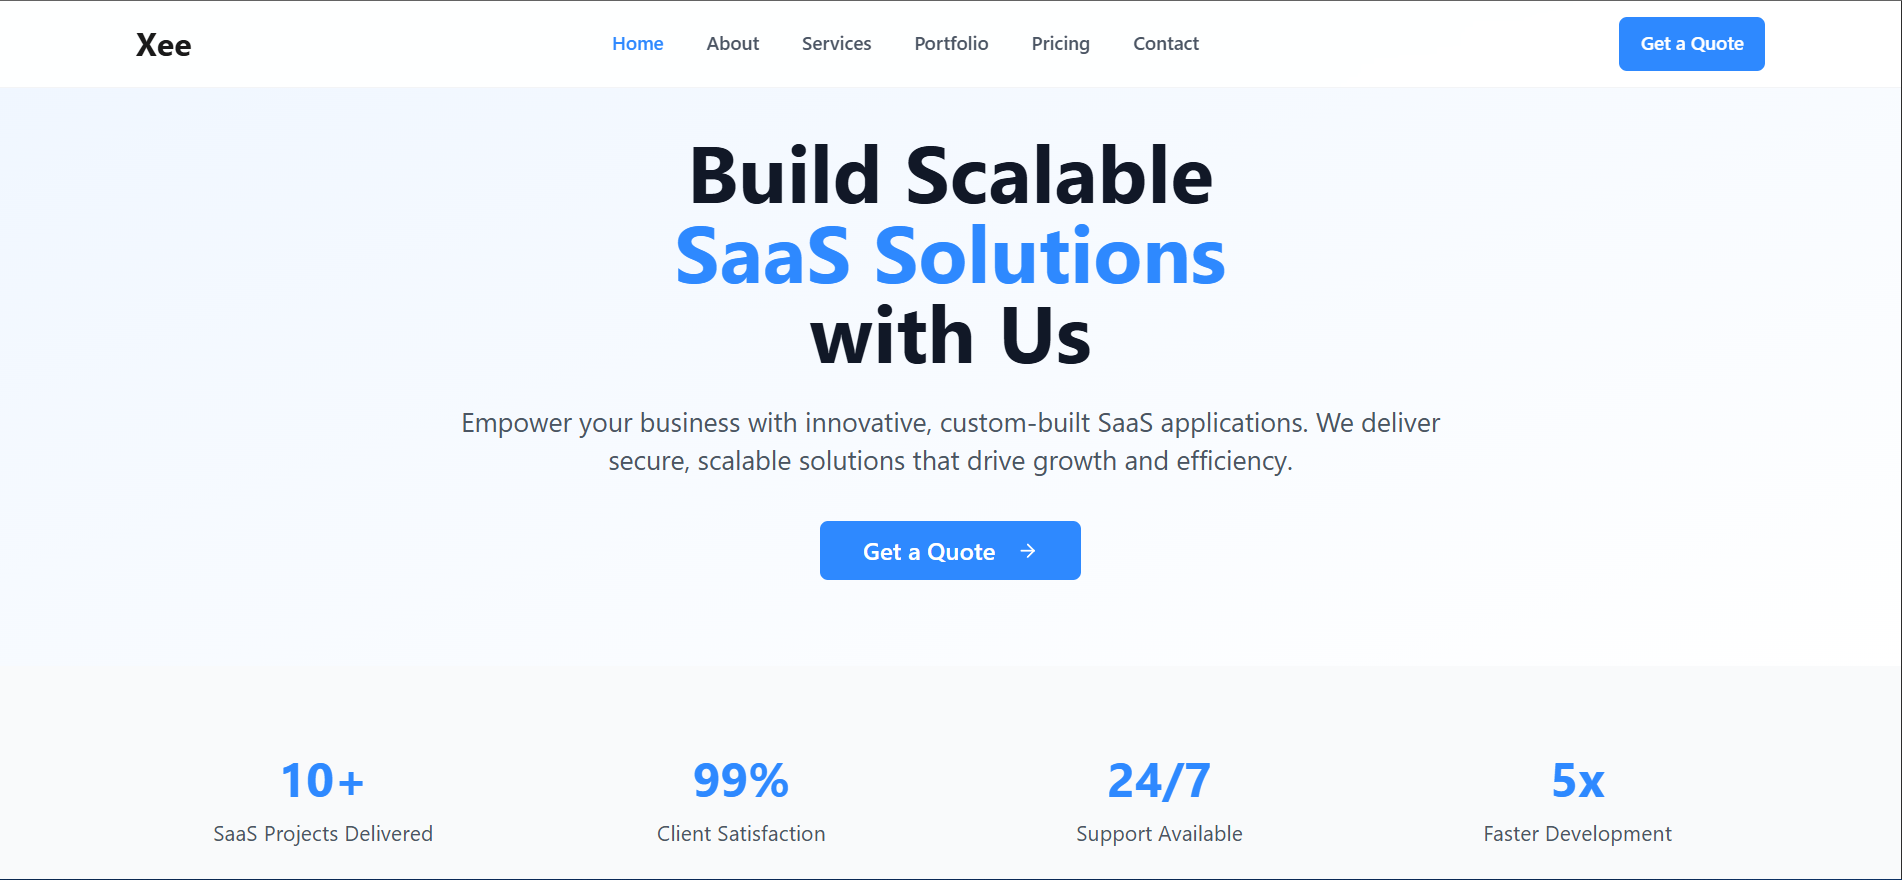 Xee
Home About Services Portfolio Pricing Contact
Get a Quote
Build Scalable
SaaS Solutions
with Us
Empower your business with innovative, custom-built SaaS applications. We deliver
secure, scalable solutions that drive growth and efficiency.
Get a Quote →
10+
SaaS Projects Delivered
99%
Client Satisfaction
24/7
Support Available
5x
Faster Development